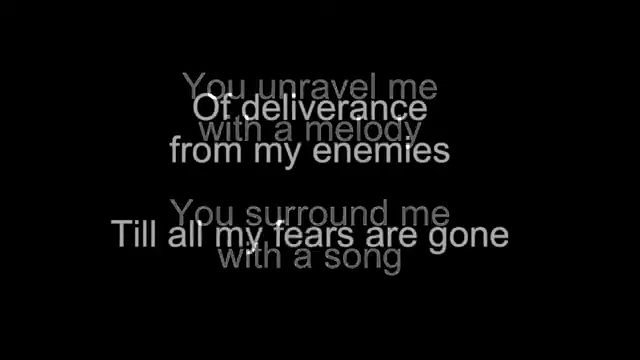 You unravel me
Of deliverance
with a melody
from my enemies
You surround me
Till all my fears are gone
with a song